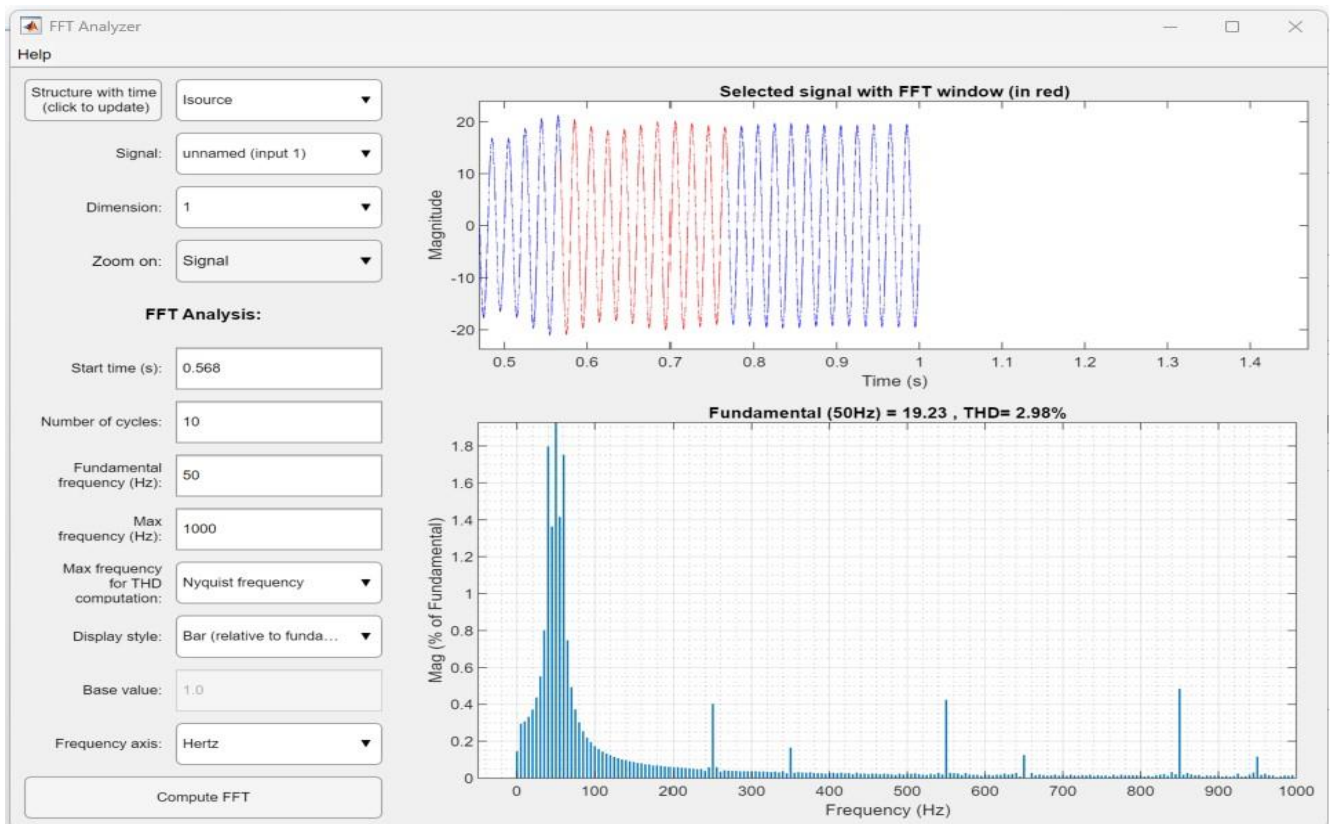 FFT Analyzer
Help
Structure with time
(click to update)
Isource
Signal:
unnamed (input 1)
Dimension:
1
Zoom on:
Signal
FFT Analysis:
Start time (s):
0.568
Number of cycles:
10
Fundamental
frequency (Hz):
50
Max
frequency (Hz):
1000
Max frequency
for THD
computation:
Nyquist frequency
Display style:
Bar (relative to funda...
Base value:
1.0
Frequency axis:
Hertz
Compute FFT
Selected signal with FFT window (in red)
Magnitude
20
10
0
-10
-20
0.5 0.6 0.7 0.8 0.9 1 1.1 1.2 1.3 1.4
Time (s)
Fundamental (50Hz) = 19.23 , THD= 2.98%
Mag (% of Fundamental)
1.8
1.6
1.4
1.2
1
0.8
0.6
0.4
0.2
0
0 100 200 300 400 500 600 700 800 900 1000
Frequency (Hz)